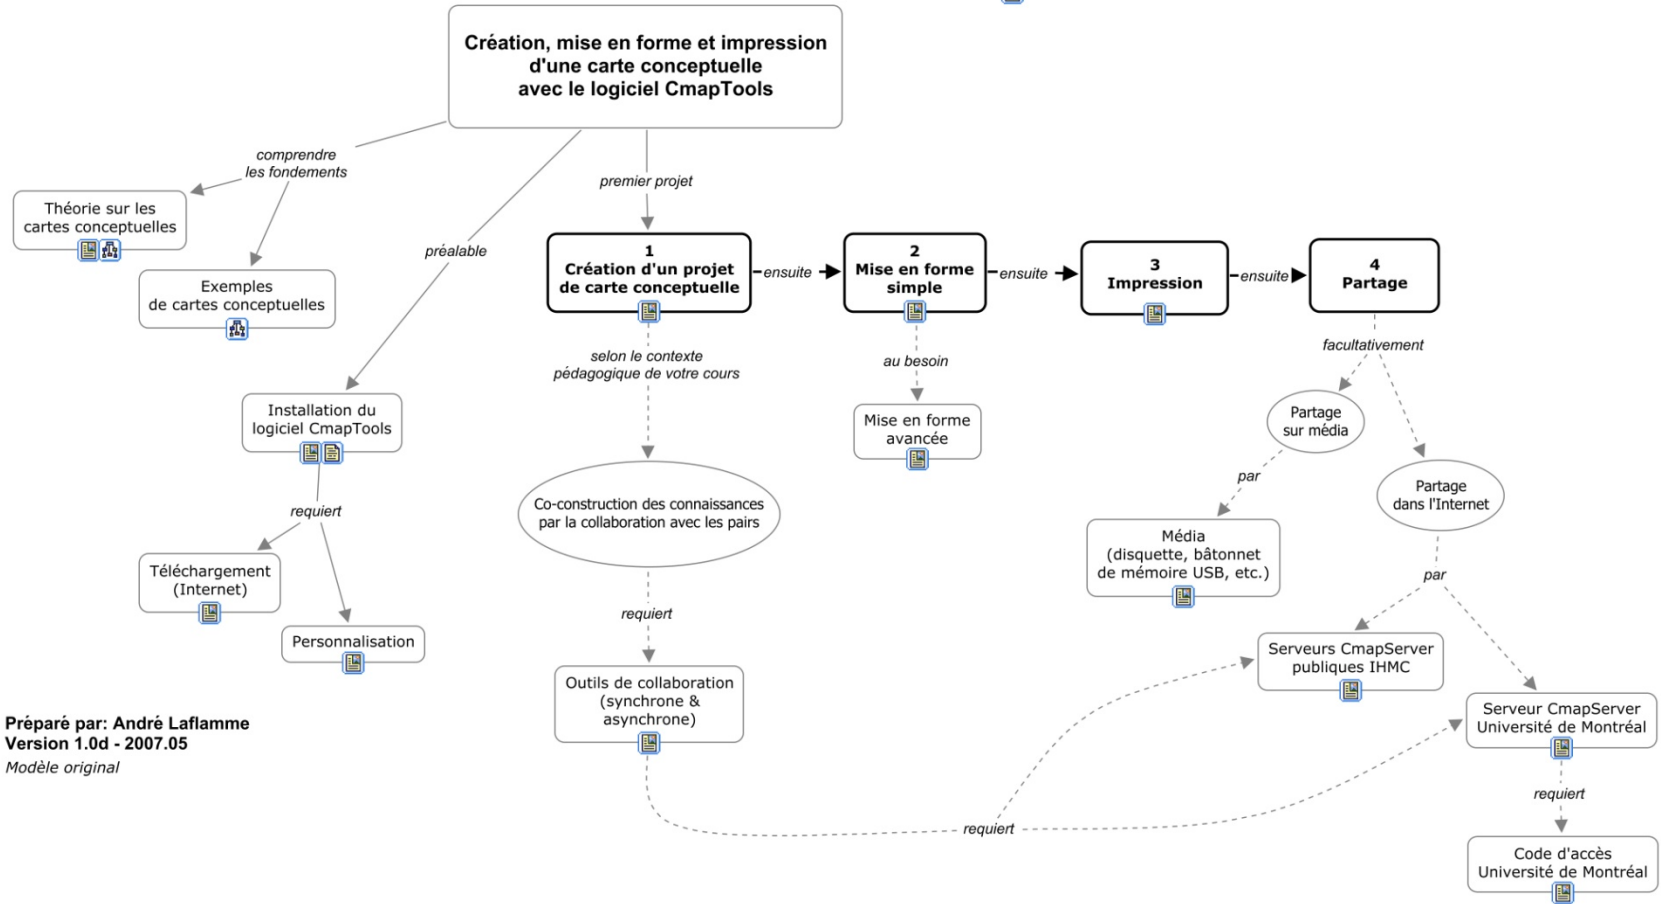 Création, mise en forme et impression
d'une carte conceptuelle
avec le logiciel CmapTools
comprendre
les fondements
premier projet
préalable
Théorie sur les
cartes conceptuelles
Exemples
de cartes conceptuelles
1
Création d'un projet
de carte conceptuelle
ensuite
2
Mise en forme
simple
ensuite
3
Impression
ensuite
4
Partage
selon le contexte
pédagogique de votre cours
au besoin
facultativement
Installation du
logiciel CmapTools
Mise en forme
avancée
Partage
sur média
Partage
dans l'Internet
par
requiert
Co-construction des connaissances
par la collaboration avec les pairs
Média
(disquette, bâtonnet
de mémoire USB, etc.)
par
Téléchargement
(Internet)
Personnalisation
requiert
Serveurs CmapServer
publiques IHMC
Outils de collaboration
(synchrone &
asynchrone)
Serveur CmapServer
Université de Montréal
Préparé par: André Laflamme
Version 1.0d - 2007.05
Modèle original
requiert
requiert
Code d'accès
Université de Montréal